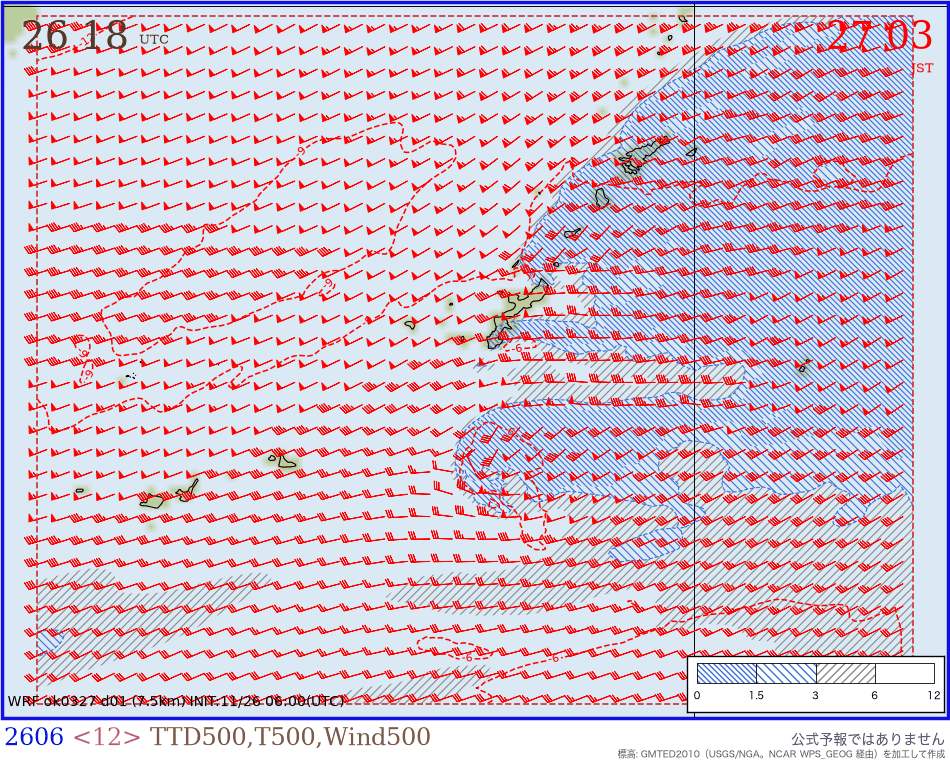 26 18 UTC
27 03
JST
-12
-9
-9
-9
-9
-6
-6
-6
WRF ok0327 d01 (7.5km) INIT:11/26 06:00(UTC)
0 1.5 3 6 12
2606 <12> TTD500,T500,Wind500
公式予報ではありません
標高: GMTED2010（USGS/NGA。NCAR WPS_GEOG 経由）を加工して作成